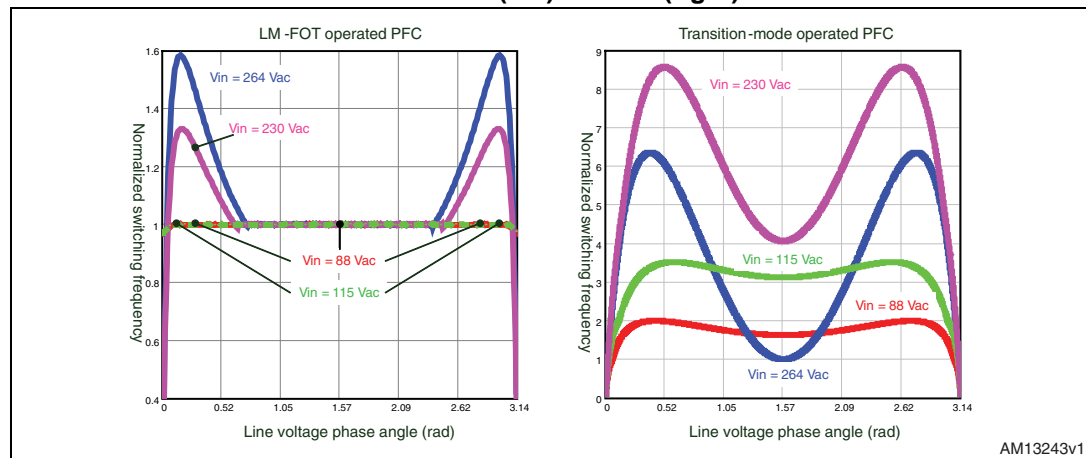 LM -FOT operated PFC
Normalized switching frequency
1.6
1.4
1.2
1
0.8
0.6
0.4
Vin = 264 Vac
Vin = 230 Vac
Vin = 88 Vac
Vin = 115 Vac
0 0.52 1.05 1.57 2.09 2.62 3.14
Line voltage phase angle (rad)
Transition-mode operated PFC
Normalized switching frequency
9
8
7
6
5
4
3
2
1
0
Vin = 230 Vac
Vin = 115 Vac
Vin = 88 Vac
Vin = 264 Vac
0 0.52 1.05 1.57 2.09 2.62 3.14
Line voltage phase angle (rad)
AM13243v1